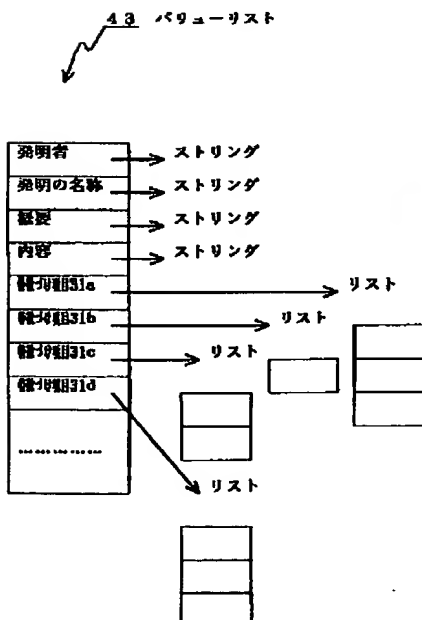 43 バリューリスト
発明者 ストリング
発明の名称 ストリング
概要 ストリング
内容 ストリング
31a リスト
31b リスト
31c リスト
31d
リスト
……………